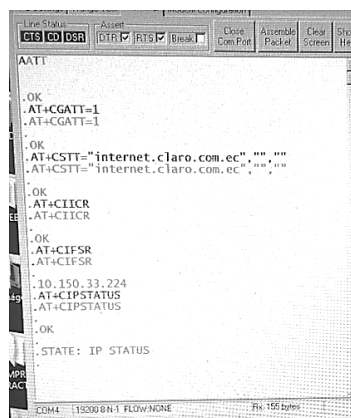 Line Status
Assert
Modem Configuration
CTS CD DSR
DTR RTS Break
Close Com Port
Assemble Packet
Clear Screen
AATT
.OK
.AT+CGATT=1
.AT+CGATT=1
.
.OK
.AT+CSTT="internet.claro.com.ec","",""
.AT+CSTT="internet.claro.com.ec","",""
.
.OK
.AT+CIICR
.AT+CIICR
.
.OK
.AT+CIFSR
.AT+CIFSR
.
.10.150.33.224
.AT+CIPSTATUS
.AT+CIPSTATUS
.
.OK
.
.STATE: IP STATUS
.
COM4 19200 8-N-1 FLOW:NONE Rx: 155 bytes